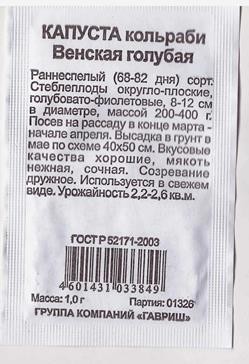 КАПУСТА кольраби
Венская голубая
Раннеспелый (68-82 дня) сорт.
Стеблеплоды округло-плоские,
голубовато-фиолетовые, 8-12 см
в диаметре, массой 200-400 г.
Посев на рассаду в конце марта -
начале апреля. Высадка в грунт в
мае по схеме 40х50 см. Вкусовые
качества хорошие, мякоть
нежная, сочная. Созревание
дружное. Используется в свежем
виде. Урожайность 2,2-2,6 кв.м.
ГОСТ Р 52171-2003
4 601431 033849
Масса: 1,0 г Партия: 01326
ГРУППА КОМПАНИЙ «ГАВРИШ»